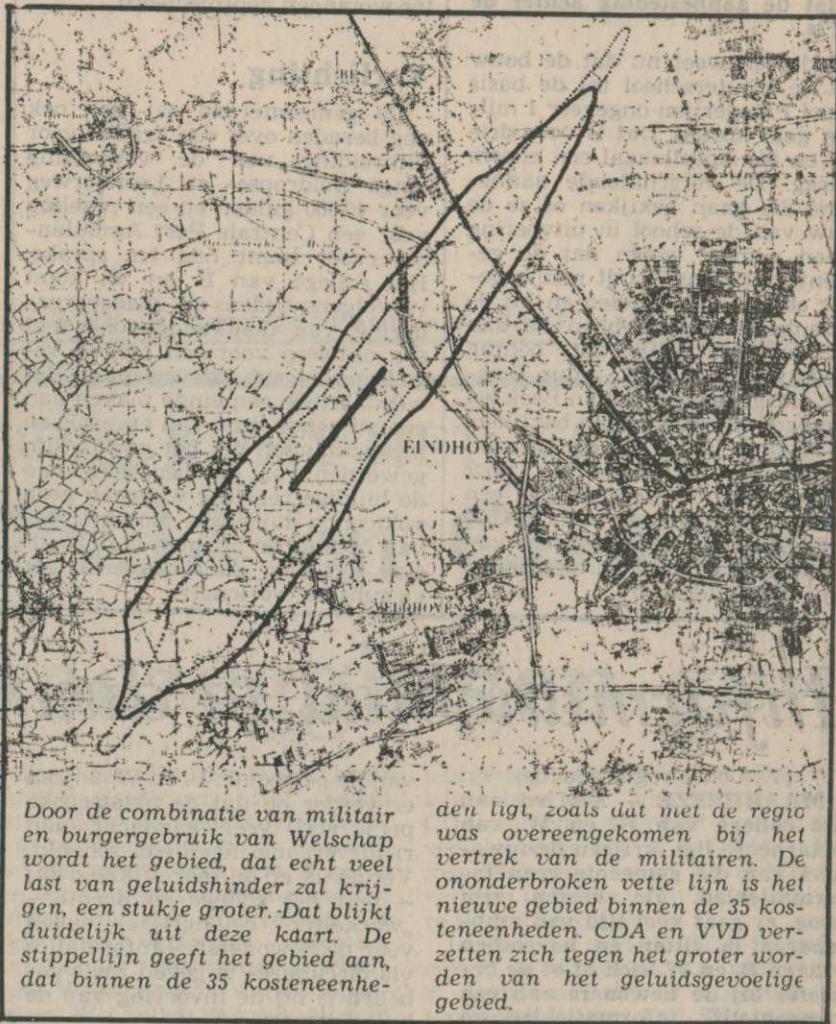 EINDHOVEN
VELDHOVEN
Door de combinatie van militair
en burgergebruik van Welschap
wordt het gebied, dat echt veel
last van geluidshinder zal krij-
gen, een stukje groter. Dat blijkt
duidelijk uit deze kaart. De
stippellijn geeft het gebied aan,
dat binnen de 35 kosteneenhe-
den ligt, zoals dat met de regio
was overeengekomen bij het
vertrek van de militairen. De
ononderbroken vette lijn is het
nieuwe gebied binnen de 35 kos-
teneenheden. CDA en VVD ver-
zetten zich tegen het groter wor-
den van het geluidsgevoelige
gebied.